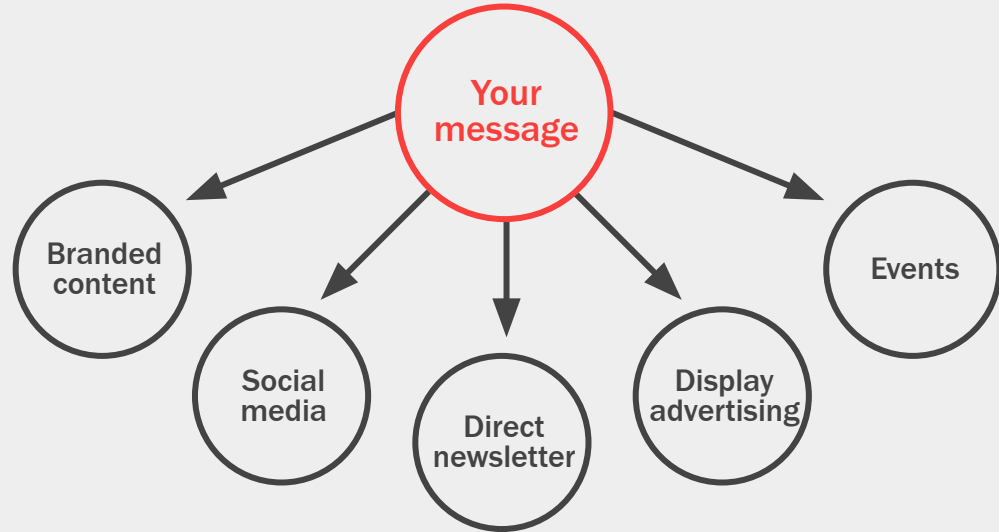 Your
message
Branded
content
Social
media
Direct
newsletter
Display
advertising
Events